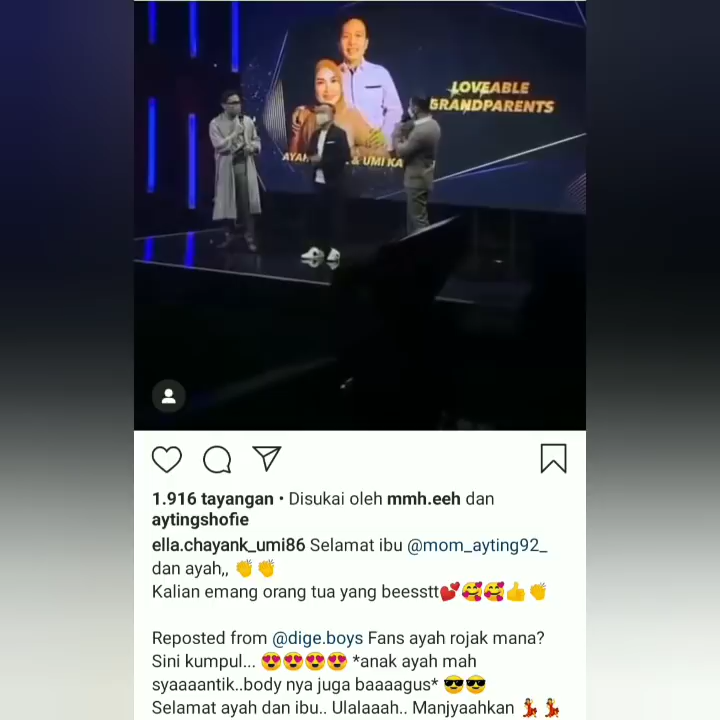 LOVEABLE
GRANDPARENTS
& UMI KA
1.916 tayangan • Disukai oleh mmh.eeh dan
aytingshofie
ella.chayank_umi86 Selamat ibu @mom_ayting92_
dan ayah,, 👏👏
Kalian emang orang tua yang beesstt💕🥰🥰👍👏
Reposted from @dige.boys Fans ayah rojak mana?
Sini kumpul... 😍😍😍😍 *anak ayah mah
syaaaantik..body nya juga baaaagus* 😎😎
Selamat ayah dan ibu.. Ulalaaah.. Manjyaahkan 💃💃